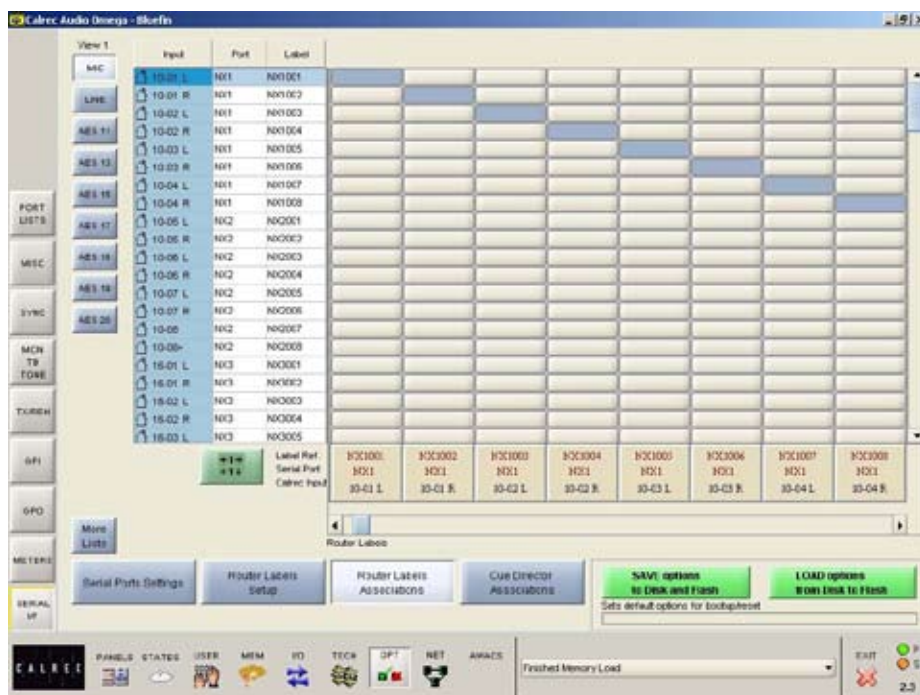 Calrec Audio Omega - Bluefin
View 1
Input Port Label
MIC
LINE
AES 11
AES 13
AES 15
AES 17
AES 19
10-01 L NX1 NX1001
10-01 R NX1 NX1002
10-02 L NX1 NX1003
10-02 R NX1 NX1004
10-03 L NX1 NX1005
10-03 R NX1 NX1006
10-04 L NX1 NX1007
10-04 R NX1 NX1008
10-05 L NX2 NX2001
10-05 R NX2 NX2002
10-06 L NX2 NX2003
10-06 R NX2 NX2004
10-07 L NX2 NX2005
10-07 R NX2 NX2006
10-08 NX2 NX2007
10-08+ NX2 NX2008
16-01 L NX3 NX3001
16-01 R NX3 NX3002
16-02 L NX3 NX3003
16-02 R NX3 NX3004
16-03 L NX3 NX3005
PORT LISTS
MISC
SYNC
MON TB TONE
GPI
GPO
METERS
SERIAL I/F
Label Ref. NX1001 NX1002 NX1003 NX1004 NX1005 NX1006 NX1007 NX1008
Serial Port NX1 NX1 NX1 NX1 NX1 NX1 NX1 NX1
Calrec Input 10-01 L 10-01 R 10-02 L 10-02 R 10-03 L 10-03 R 10-04 L 10-04 R
More Lists
Router Labels
Serial Ports Settings
Router Labels Setup
Router Labels Associations
Cue Director Associations
SAVE options to Disk and Flash
LOAD options from Disk to Flash
Sets default options for bootup/reset
CALREC
PANELS STATES USER MEM I/O TECH OPT NET AWACS
Finished Memory Load
EXIT